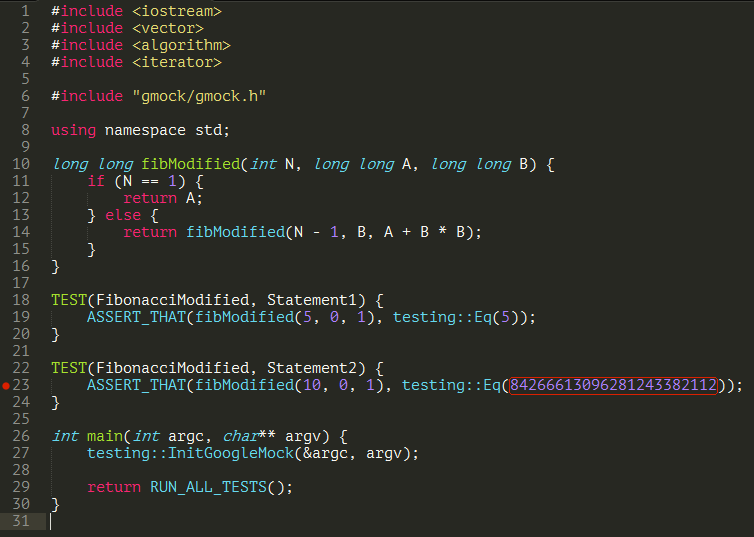 1 #include <iostream>
2 #include <vector>
3 #include <algorithm>
4 #include <iterator>
5
6 #include "gmock/gmock.h"
7
8 using namespace std;
9
10 long long fibModified(int N, long long A, long long B) {
11     if (N == 1) {
12         return A;
13     } else {
14         return fibModified(N - 1, B, A + B * B);
15     }
16 }
17
18 TEST(FibonacciModified, Statement1) {
19     ASSERT_THAT(fibModified(5, 0, 1), testing::Eq(5));
20 }
21
22 TEST(FibonacciModified, Statement2) {
23     ASSERT_THAT(fibModified(10, 0, 1), testing::Eq(84266613096281243382112));
24 }
25
26 int main(int argc, char** argv) {
27     testing::InitGoogleMock(&argc, argv);
28
29     return RUN_ALL_TESTS();
30 }
31